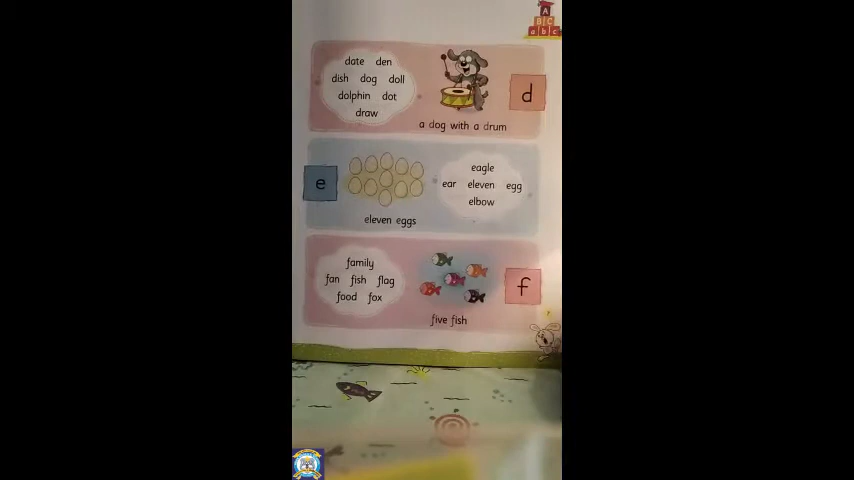 A
B C
a b c
date den
dish dog doll
dolphin dot
draw
a dog with a drum
d
e
eleven eggs
eagle
ear eleven egg
elbow
family
fan fish flag
food fox
five fish
f